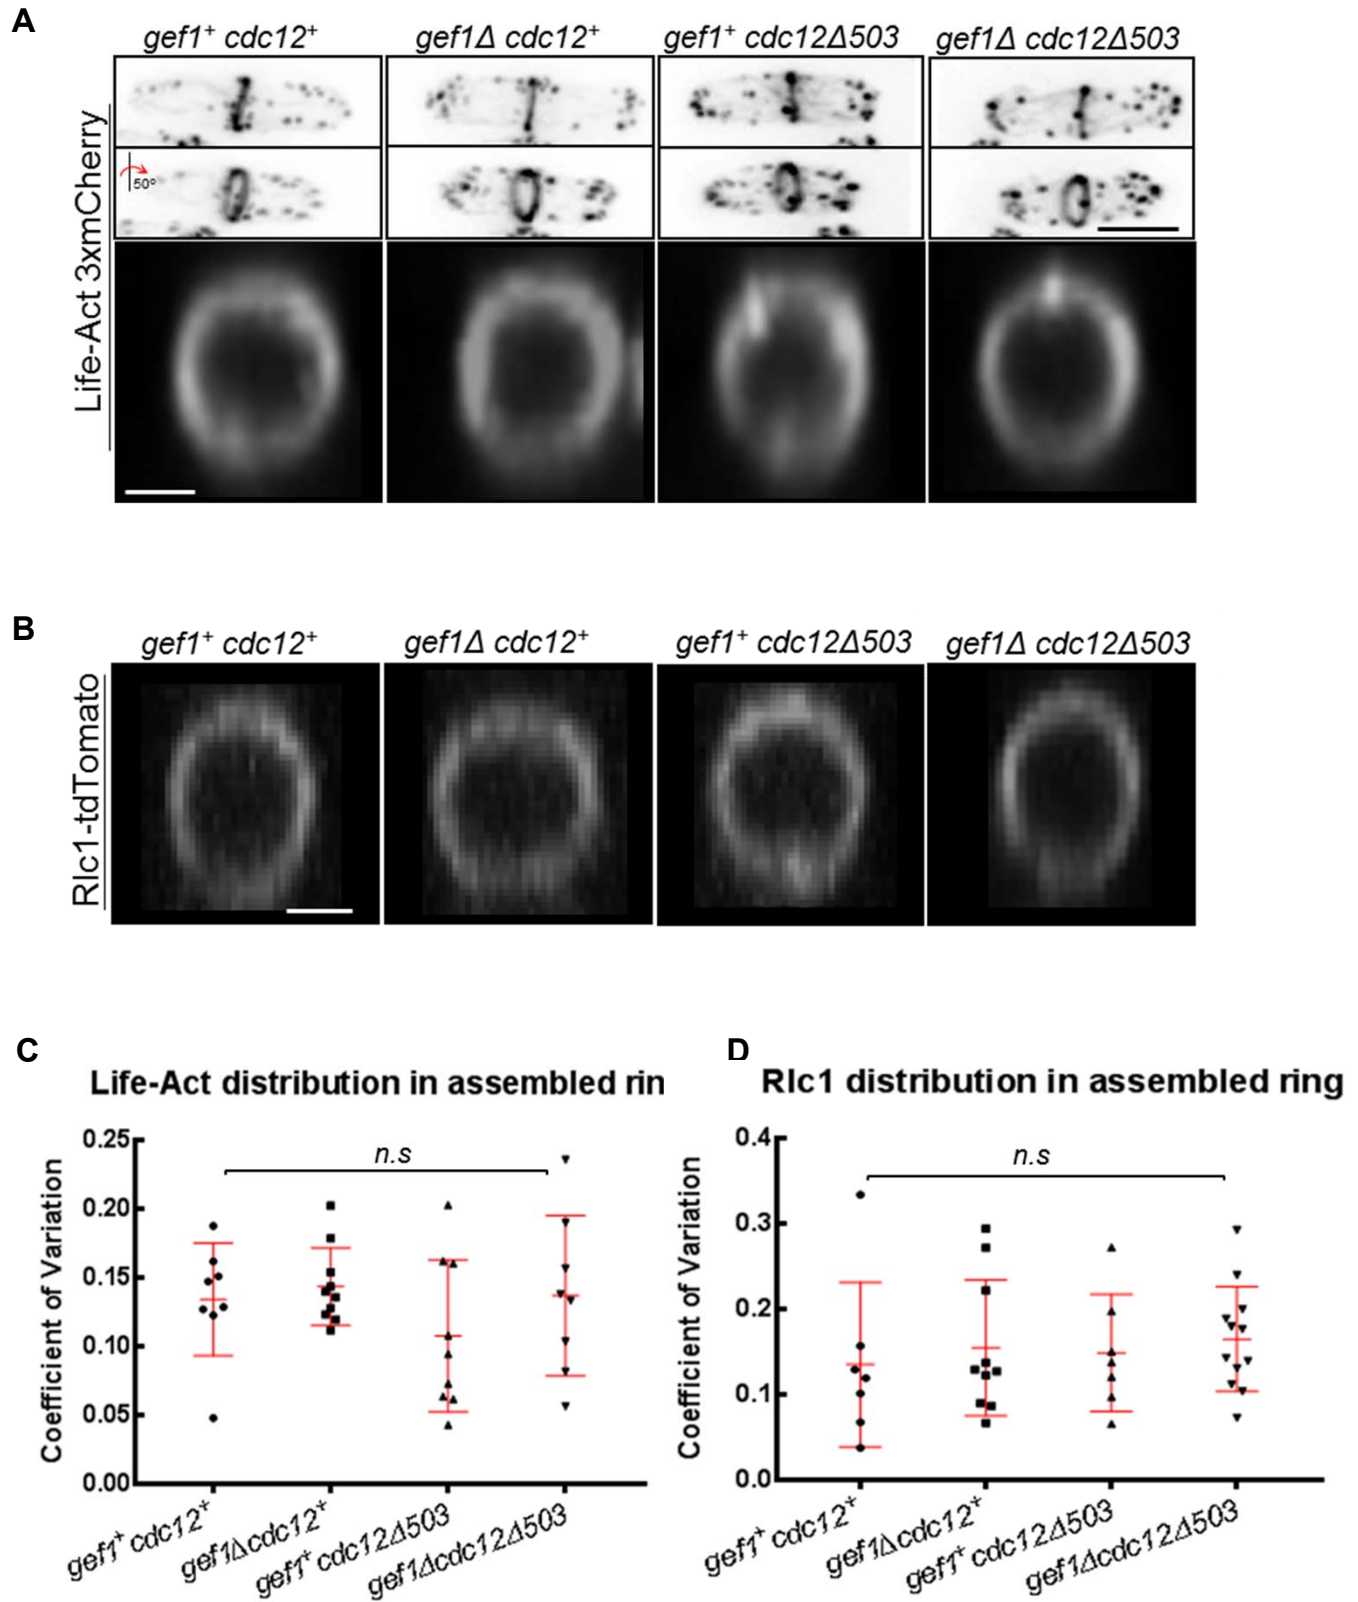 A
gef1+ cdc12+ gef1Δ cdc12+ gef1+ cdc12Δ503 gef1Δ cdc12Δ503
Life-Act 3xmCherry
50°
B
gef1+ cdc12+ gef1Δ cdc12+ gef1+ cdc12Δ503 gef1Δ cdc12Δ503
Rlc1-tdTomato
C
Life-Act distribution in assembled rin
Coefficient of Variation
0.25
0.20
0.15
0.10
0.05
0.00
n.s
gef1+ cdc12+
gef1Δcdc12+
gef1+ cdc12Δ503
gef1Δcdc12Δ503
D
Rlc1 distribution in assembled ring
Coefficient of Variation
0.4
0.3
0.2
0.1
0.0
n.s
gef1+ cdc12+
gef1Δcdc12+
gef1+ cdc12Δ503
gef1Δcdc12Δ503